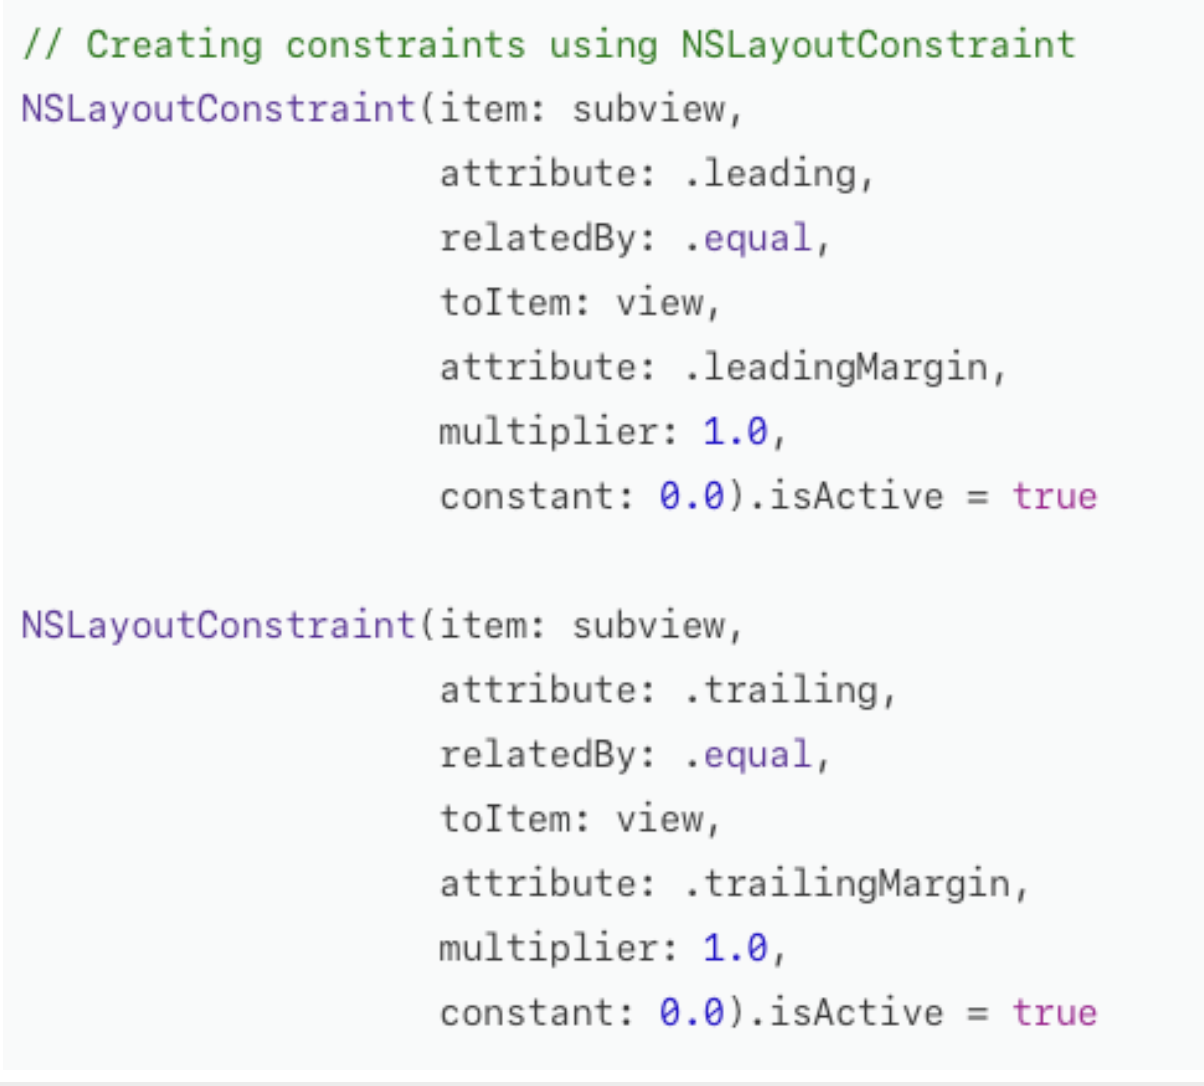 // Creating constraints using NSLayoutConstraint
NSLayoutConstraint(item: subview,
                   attribute: .leading,
                   relatedBy: .equal,
                   toItem: view,
                   attribute: .leadingMargin,
                   multiplier: 1.0,
                   constant: 0.0).isActive = true

NSLayoutConstraint(item: subview,
                   attribute: .trailing,
                   relatedBy: .equal,
                   toItem: view,
                   attribute: .trailingMargin,
                   multiplier: 1.0,
                   constant: 0.0).isActive = true